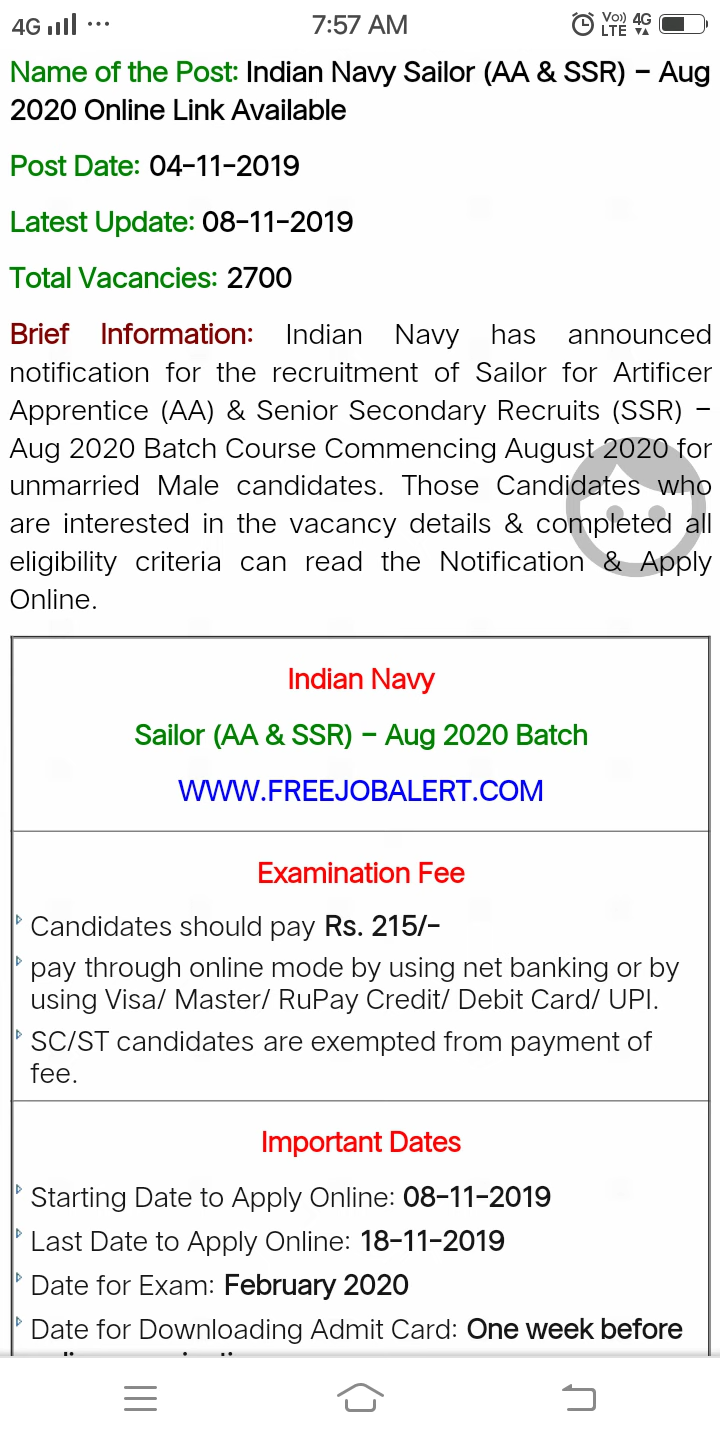 4G ... 7:57 AM Vo)) LTE 4G
Name of the Post: Indian Navy Sailor (AA & SSR) – Aug
2020 Online Link Available
Post Date: 04-11-2019
Latest Update: 08-11-2019
Total Vacancies: 2700
Brief Information: Indian Navy has announced
notification for the recruitment of Sailor for Artificer
Apprentice (AA) & Senior Secondary Recruits (SSR) –
Aug 2020 Batch Course Commencing August 2020 for
unmarried Male candidates. Those Candidates who
are interested in the vacancy details & completed all
eligibility criteria can read the Notification & Apply
Online.
Indian Navy
Sailor (AA & SSR) – Aug 2020 Batch
WWW.FREEJOBALERT.COM
Examination Fee
Candidates should pay Rs. 215/-
pay through online mode by using net banking or by
using Visa/ Master/ RuPay Credit/ Debit Card/ UPI.
SC/ST candidates are exempted from payment of
fee.
Important Dates
Starting Date to Apply Online: 08-11-2019
Last Date to Apply Online: 18-11-2019
Date for Exam: February 2020
Date for Downloading Admit Card: One week before